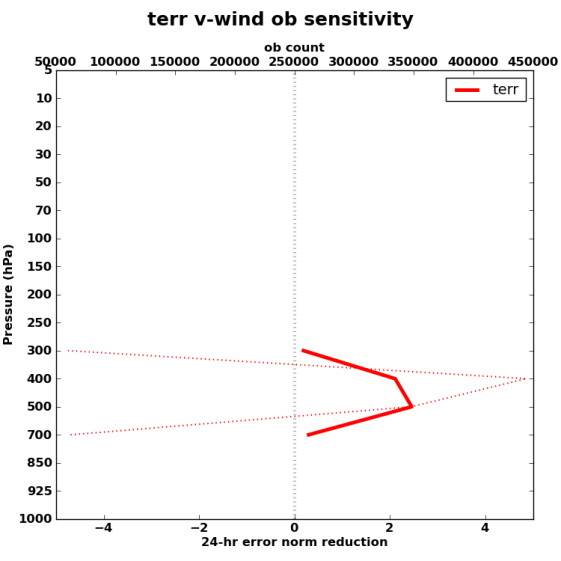 terr v-wind ob sensitivity
ob count
50000 100000 150000 200000 250000 300000 350000 400000 450000
terr
5
10
20
30
50
70
100
150
200
250
300
400
500
700
850
925
1000
Pressure (hPa)
−4 −2 0 2 4
24-hr error norm reduction